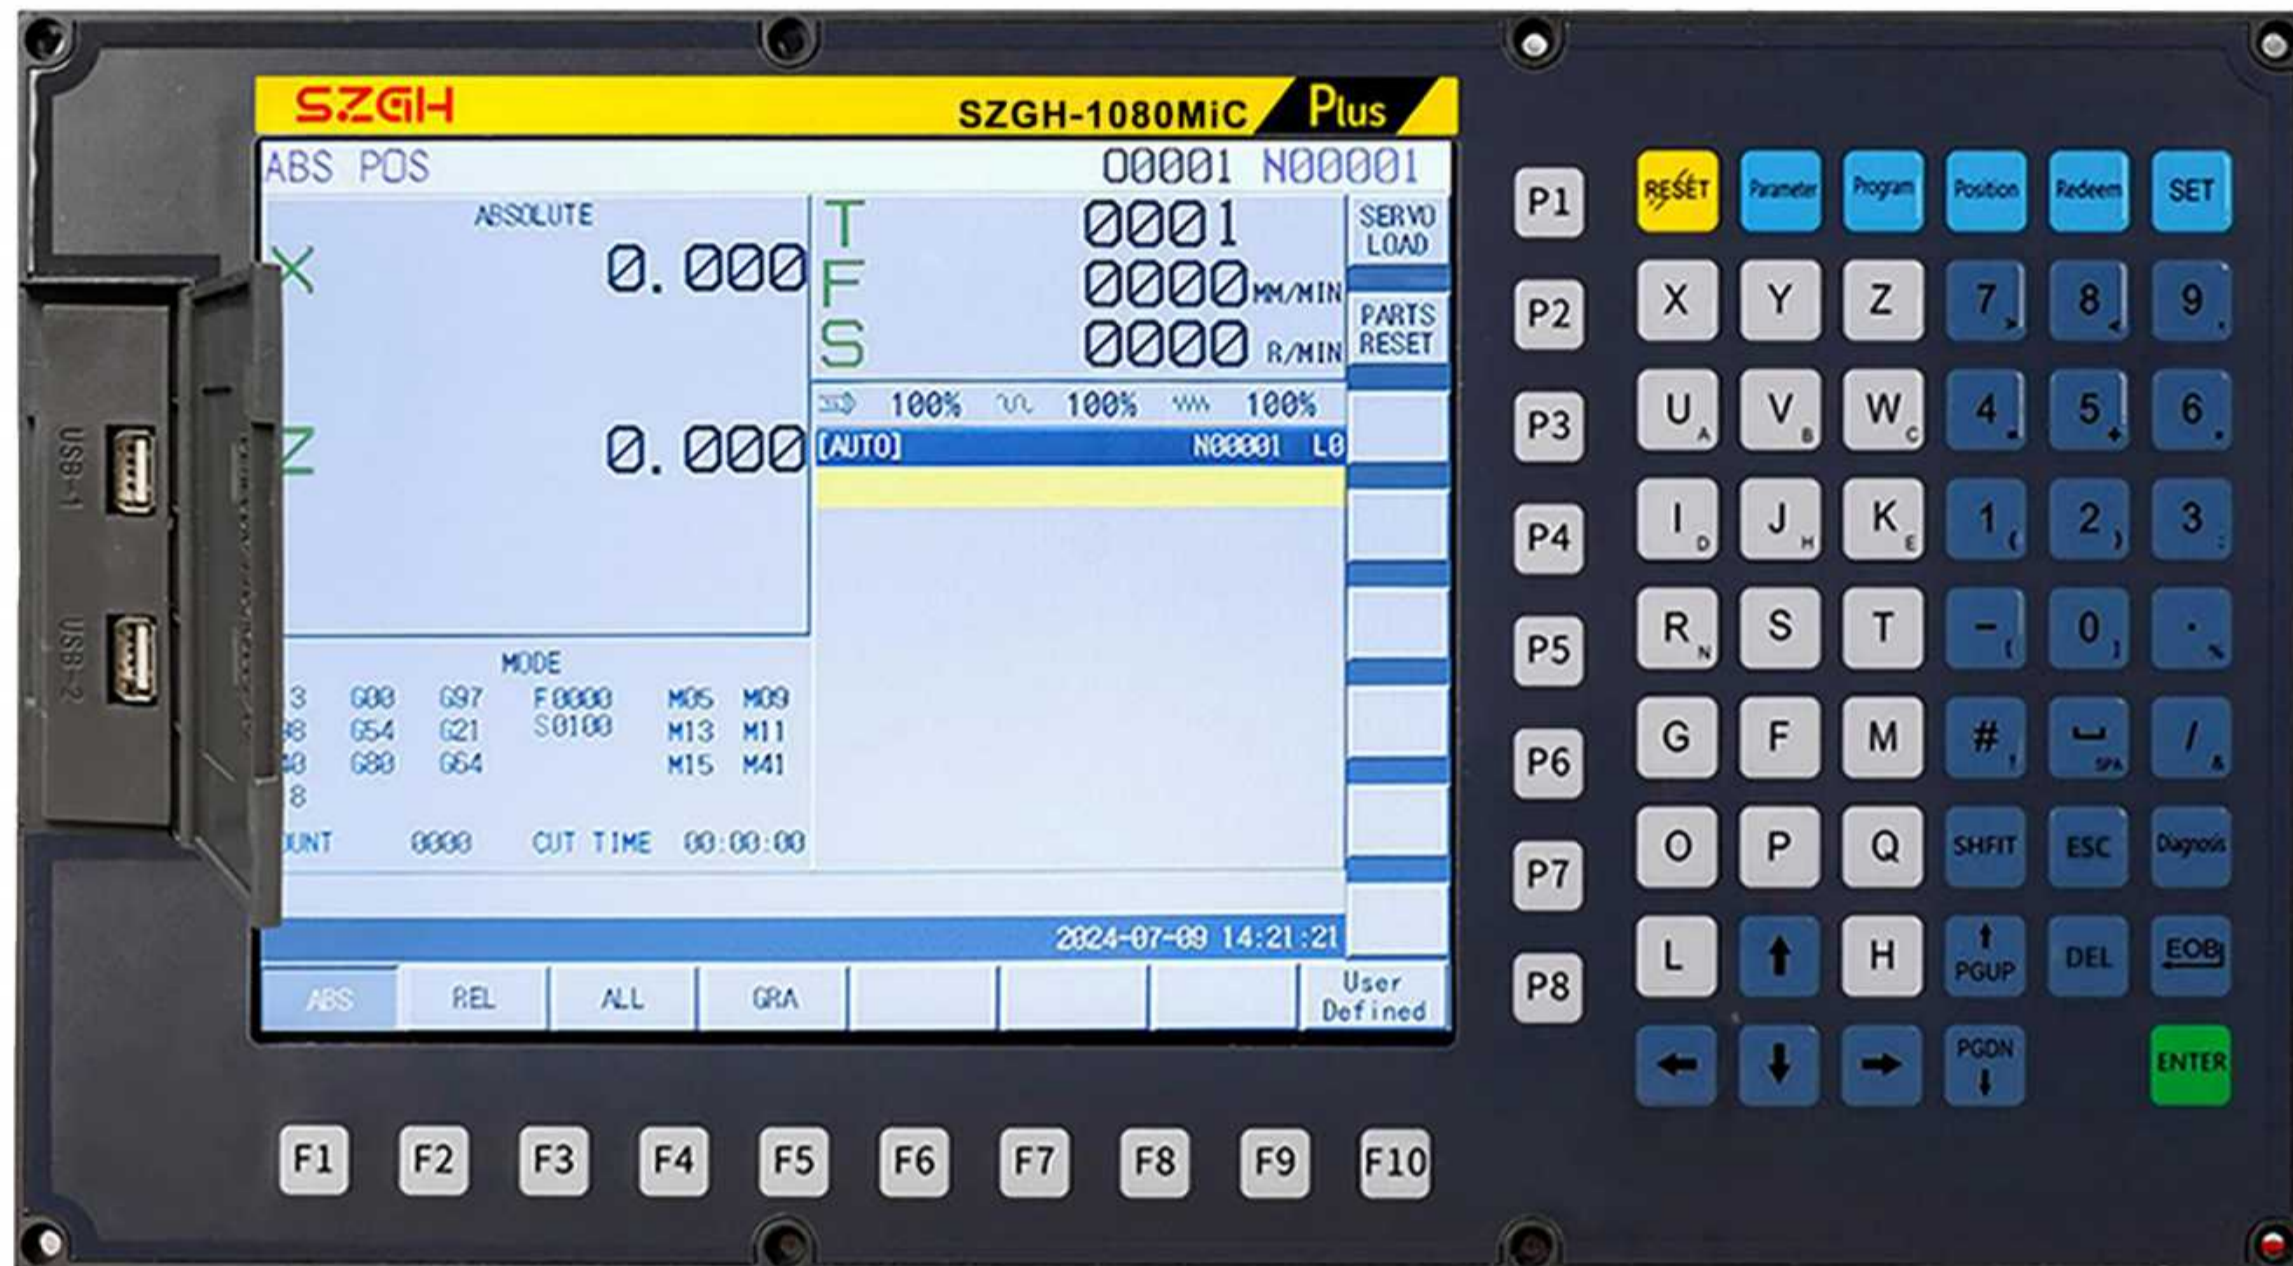 SZGH
SZGH-1080MiC Plus
ABS POS O0001 N00001
ABSOLUTE
X 0.000
Z 0.000
T 0001
F 0000 MM/MIN
S 0000 R/MIN
100% 100% 100%
[AUTO] N00001 L0
SERVO
LOAD
PARTS
RESET
MODE
3 G00 G97 F0000 M05 M09
G54 G21 S0100 M13 M11
G80 G64 M15 M41
8
UNT 0000 CUT TIME 00:00:00
2024-07-09 14:21:21
ABS REL ALL GRA User
Defined
USB-1
USB-2
P1
P2
P3
P4
P5
P6
P7
P8
RESET Parameter Program Position Redeem SET
X Y Z 7 > 8 < 9 .
U A V B W C 4 = 5 + 6
I D J H K E 1 ( 2 ) 3 :
R N S T - [ 0 ] . %
G F M # ! SPA / &
O P Q SHFIT ESC Diagnosis
L ↑ H ↑ PGUP DEL EOB
← ↓ → PGDN ↓ ENTER
F1 F2 F3 F4 F5 F6 F7 F8 F9 F10